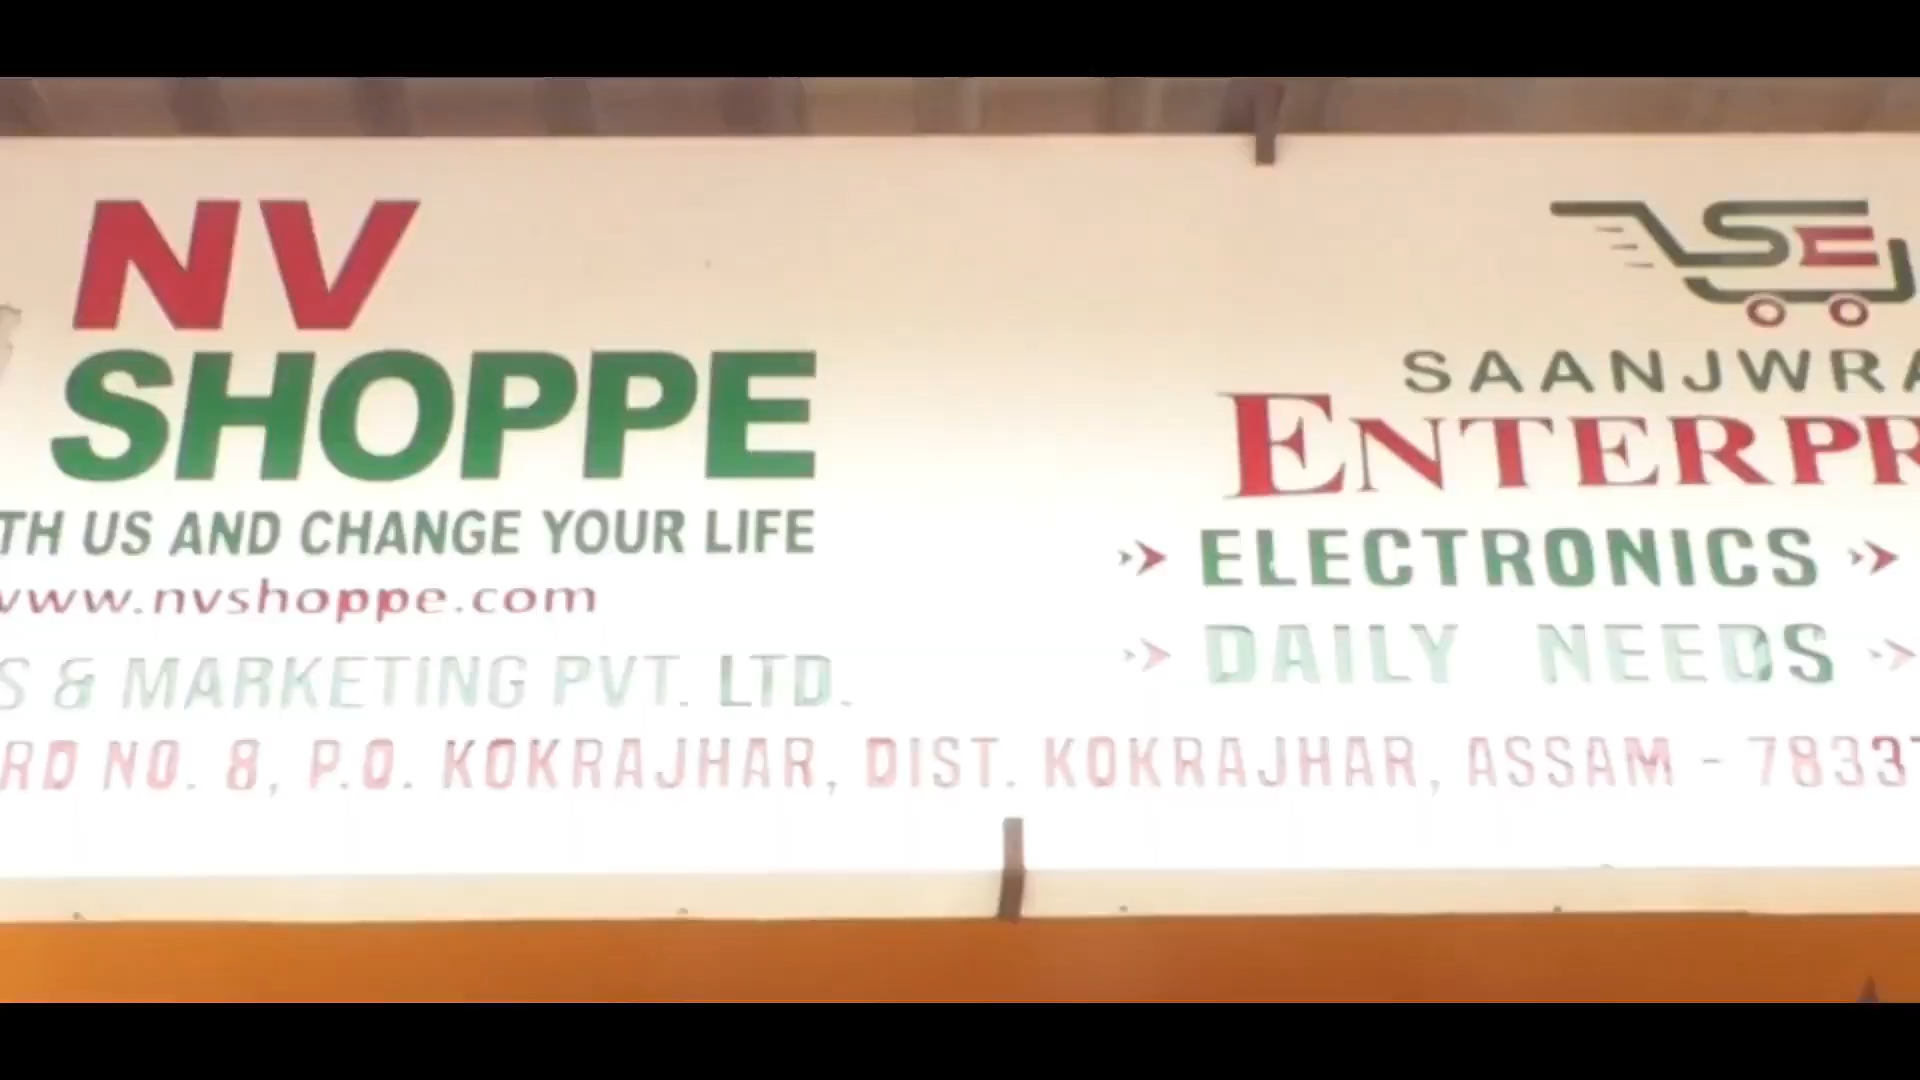 NV
SHOPPE
TH US AND CHANGE YOUR LIFE
www.nvshoppe.com
S & MARKETING PVT. LTD.
SE
SAANJWRA
ENTERPR
ELECTRONICS
DAILY NEEDS
RD NO. 8, P.O. KOKRAJHAR, DIST. KOKRAJHAR, ASSAM - 7833